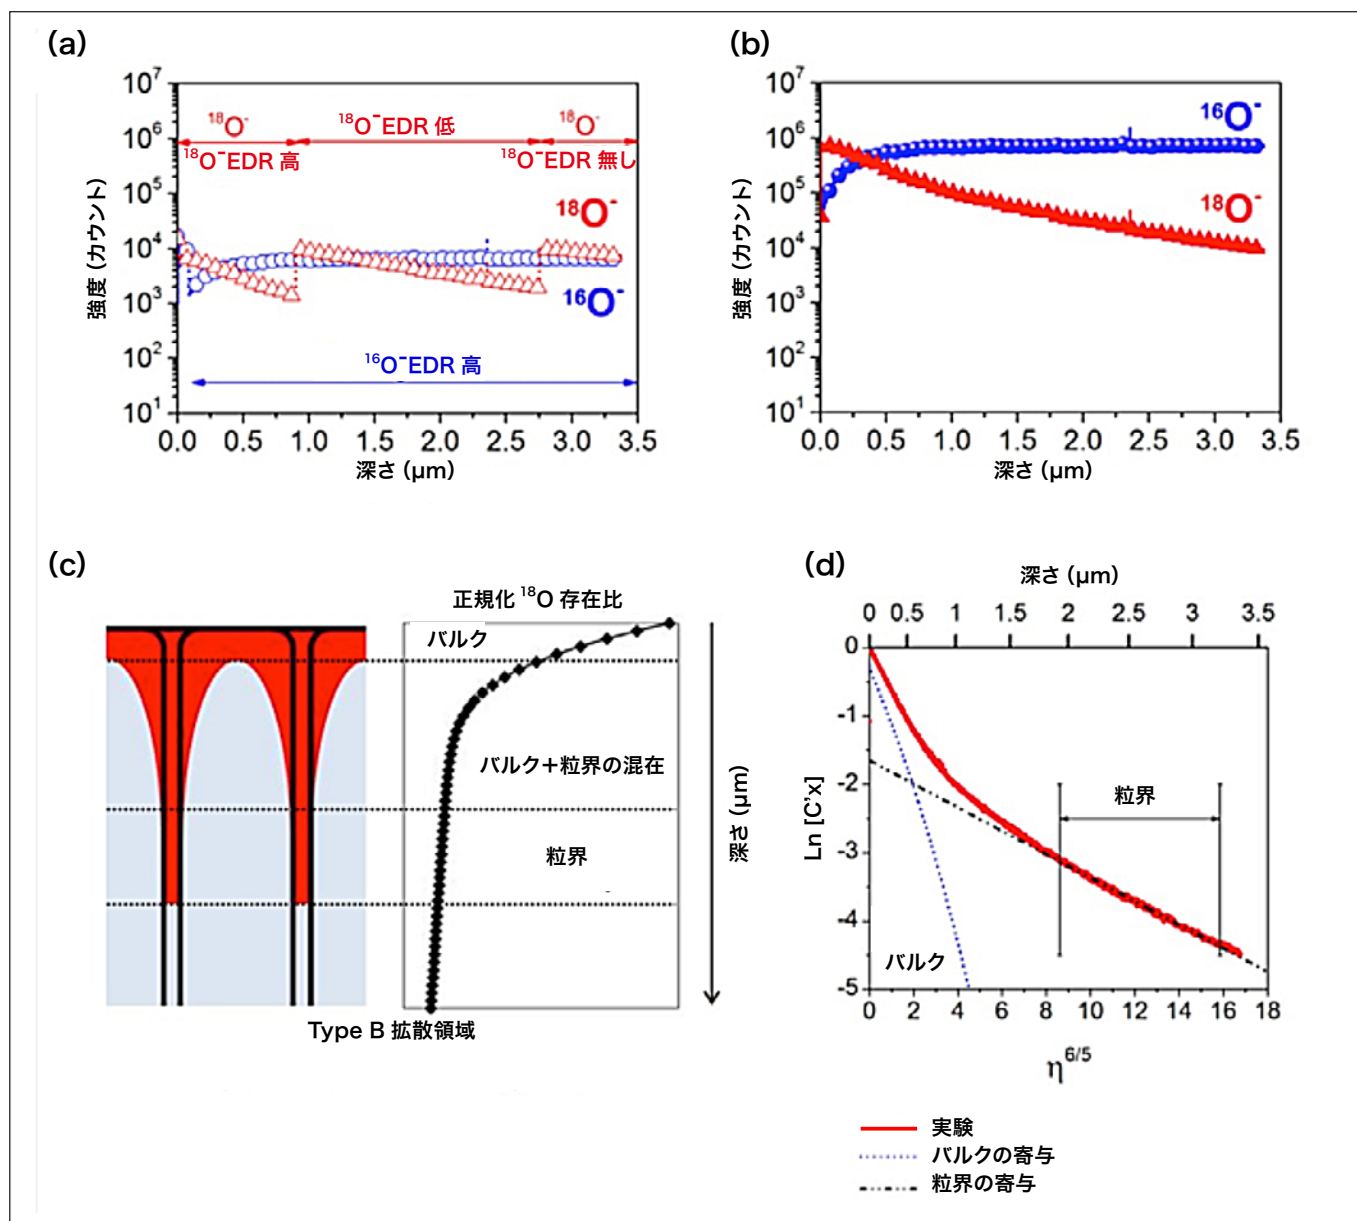 (a)
10⁷
10⁶
10⁵
10⁴
10³
10²
10¹
強度 (カウント)
¹⁸O⁻
¹⁸O⁻EDR 高
¹⁸O⁻EDR 低
¹⁸O⁻
¹⁸O⁻EDR 無し
¹⁸O⁻
¹⁶O⁻
¹⁶O⁻EDR 高
0.0 0.5 1.0 1.5 2.0 2.5 3.0 3.5
深さ (μm)
(b)
10⁷
10⁶
10⁵
10⁴
10³
10²
10¹
強度 (カウント)
¹⁶O⁻
¹⁸O⁻
0.0 0.5 1.0 1.5 2.0 2.5 3.0 3.5
深さ (μm)
(c)
正規化 ¹⁸O 存在比
バルク
バルク+粒界の混在
粒界
深さ (μm)
Type B 拡散領域
(d)
深さ (μm)
0 0.5 1 1.5 2 2.5 3 3.5
0
-1
-2
-3
-4
-5
Ln [C'x]
粒界
バルク
0 2 4 6 8 10 12 14 16 18
η⁶/⁵
実験
バルクの寄与
粒界の寄与